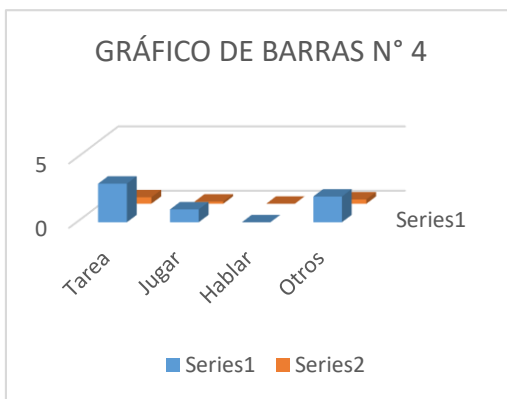 GRÁFICO DE BARRAS N° 4
5
0
Series1
Tarea
Jugar
Hablar
Otros
Series1
Series2